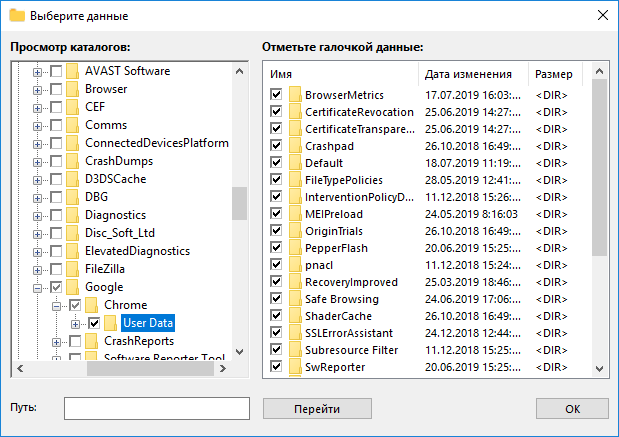 Выберите данные
Просмотр каталогов:
AVAST Software
Browser
CEF
Comms
ConnectedDevicesPlatform
CrashDumps
D3DSCache
DBG
Diagnostics
Disc_Soft_Ltd
ElevatedDiagnostics
FileZilla
Google
Chrome
User Data
CrashReports
Software Reporter Tool
Отметьте галочкой данные:
Имя Дата изменения Размер
BrowserMetrics 17.07.2019 16:03:... <DIR>
CertificateRevocation 25.06.2019 14:27:... <DIR>
CertificateTranspare... 25.06.2019 14:27:... <DIR>
Crashpad 26.10.2018 16:49:... <DIR>
Default 18.07.2019 11:19:... <DIR>
FileTypePolicies 28.05.2019 12:41:... <DIR>
InterventionPolicyD... 11.12.2018 15:26:... <DIR>
MEIPreload 24.05.2019 8:16:03 <DIR>
OriginTrials 26.10.2018 16:49:... <DIR>
PepperFlash 20.06.2019 15:25:... <DIR>
pnacl 11.12.2018 15:24:... <DIR>
RecoveryImproved 25.03.2019 18:46:... <DIR>
Safe Browsing 24.06.2019 17:06:... <DIR>
ShaderCache 26.10.2018 16:49:... <DIR>
SSLErrorAssistant 24.12.2018 12:44:... <DIR>
Subresource Filter 11.12.2018 15:25:... <DIR>
SwReporter 20.06.2019 15:25:... <DIR>
Путь: Перейти ОК